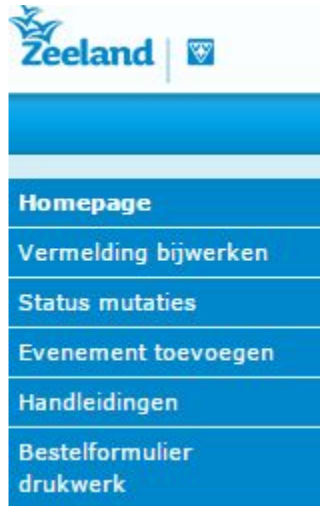 Zeeland
Homepage
Vermelding bijwerken
Status mutaties
Evenement toevoegen
Handleidingen
Bestelformulier
drukwerk